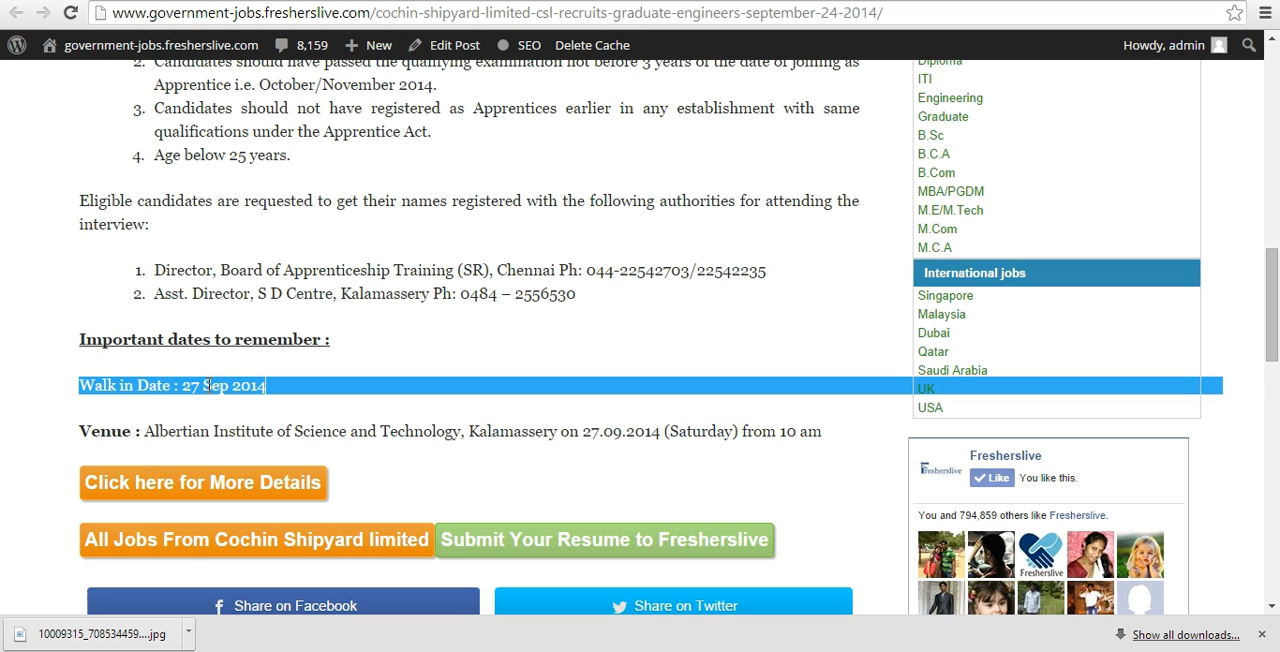 www.government-jobs.fresherslive.com/cochin-shipyard-limited-csl-recruits-graduate-engineers-september-24-2014/
government-jobs.fresherslive.com 8,159 New Edit Post SEO Delete Cache Howdy, admin
2. Candidates should have passed the qualifying examination not before 3 years of the date of joining as
Apprentice i.e. October/November 2014.
3. Candidates should not have registered as Apprentices earlier in any establishment with same
qualifications under the Apprentice Act.
4. Age below 25 years.
Eligible candidates are requested to get their names registered with the following authorities for attending the
interview:
1. Director, Board of Apprenticeship Training (SR), Chennai Ph: 044-22542703/22542235
2. Asst. Director, S D Centre, Kalamassery Ph: 0484 – 2556530
Important dates to remember :
Walk in Date : 27 Sep 2014
Venue : Albertian Institute of Science and Technology, Kalamassery on 27.09.2014 (Saturday) from 10 am
Click here for More Details
All Jobs From Cochin Shipyard limited Submit Your Resume to Fresherslive
Share on Facebook Share on Twitter
Diploma
ITI
Engineering
Graduate
B.Sc
B.C.A
B.Com
MBA/PGDM
M.E/M.Tech
M.Com
M.C.A
International jobs
Singapore
Malaysia
Dubai
Qatar
Saudi Arabia
UK
USA
Fresherslive
Fresherslive
Like You like this.
You and 794,859 others like Fresherslive.
Fresherslive
10009315_708534459....jpg Show all downloads...